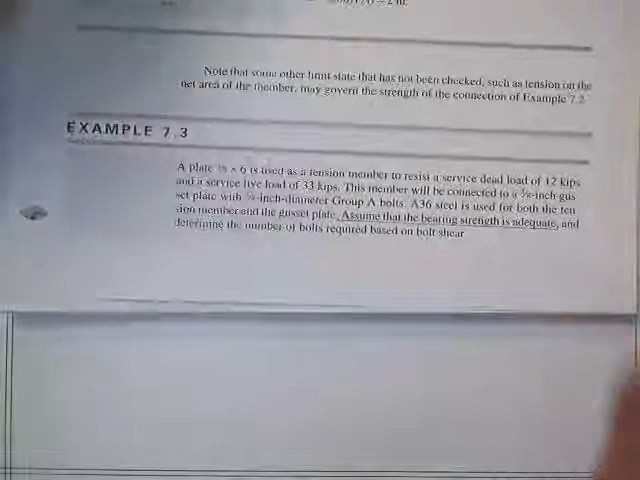 Note that some other limit state that has not been checked, such as tension on the
net area of the member, may govern the strength of the connection of Example 7.2
EXAMPLE 7.3
A plate ½ × 6 is used as a tension member to resist a service dead load of 12 kips
and a service live load of 33 kips. This member will be connected to a ⅜-inch gus
set plate with ¾-inch-diameter Group A bolts. A36 steel is used for both the ten
sion member and the gusset plate. Assume that the bearing strength is adequate, and
determine the number of bolts required based on bolt shear